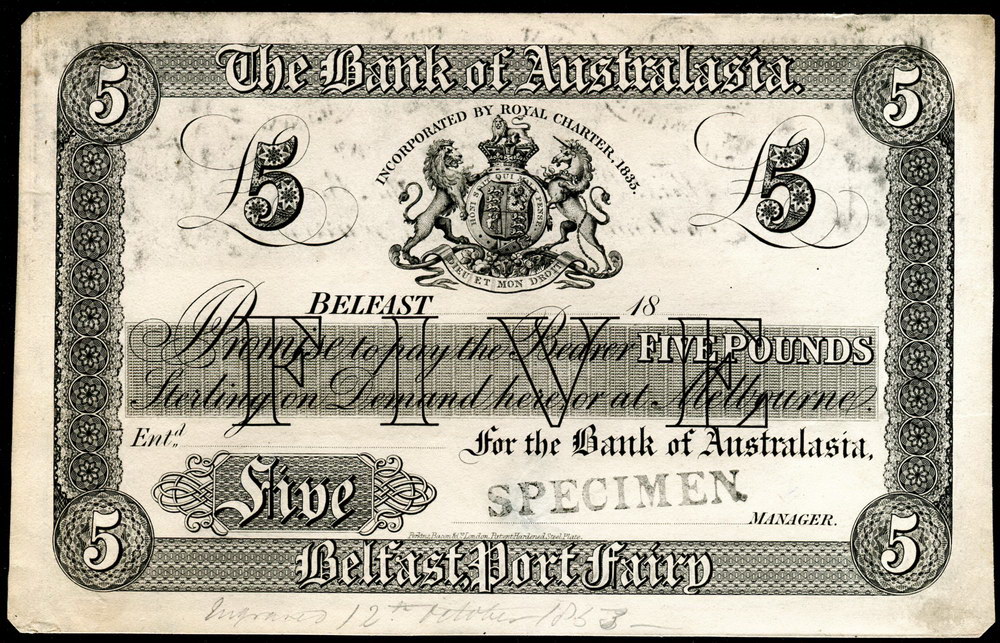 The Bank of Australasia.
5 5
INCORPORATED BY ROYAL CHARTER, 1835.
£5 £5
HONI SOIT QUI MAL Y PENSE
DIEU ET MON DROIT
BELFAST 18
I Promise to pay the Bearer FIVE POUNDS
FIVE
Sterling on Demand here or at Melbourne.
Entd.
For the Bank of Australasia,
Five
SPECIMEN.
MANAGER.
Perkins, Bacon & Co. London, Patent Hardened Steel Plate.
5 5
Belfast, Port Fairy
Engraved 12th October 1863